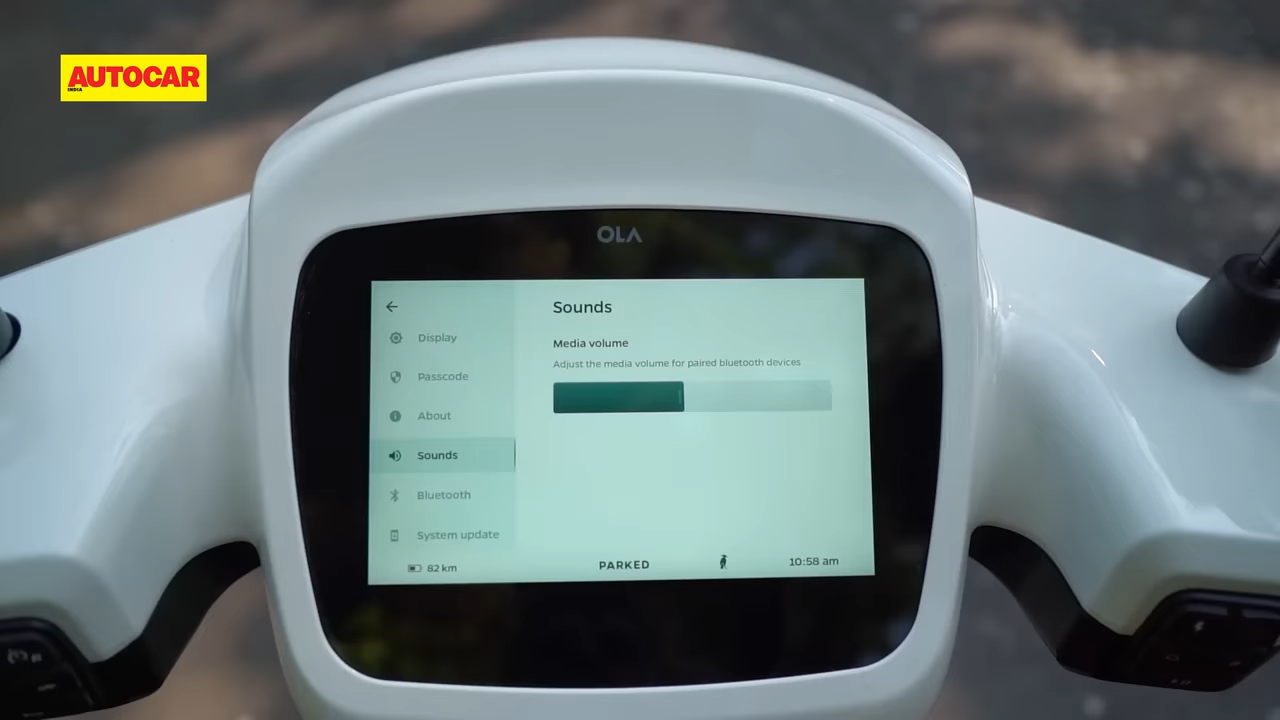 AUTOCAR
INDIA
OLA
Sounds
Media volume
Adjust the media volume for paired bluetooth devices
Display
Passcode
About
Sounds
Bluetooth
System update
82 km
PARKED
10:58 am